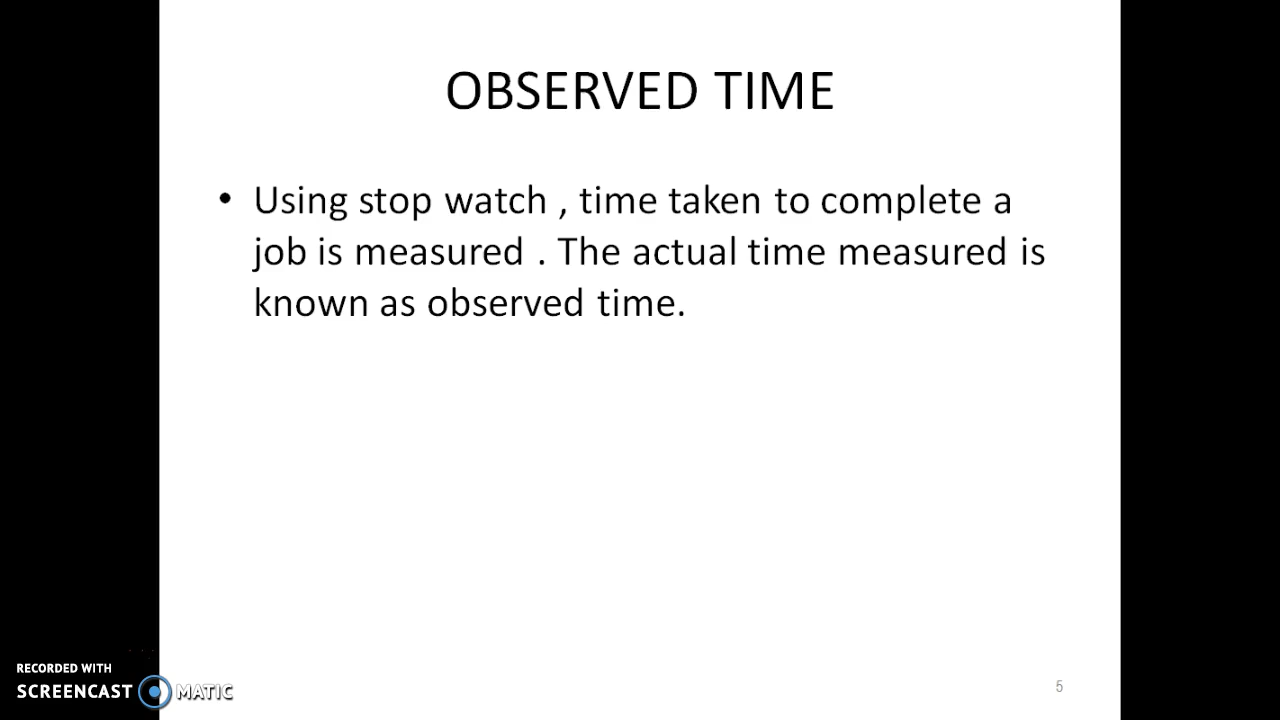 OBSERVED TIME
• Using stop watch , time taken to complete a
job is measured . The actual time measured is
known as observed time.
RECORDED WITH
SCREENCAST MATIC
5